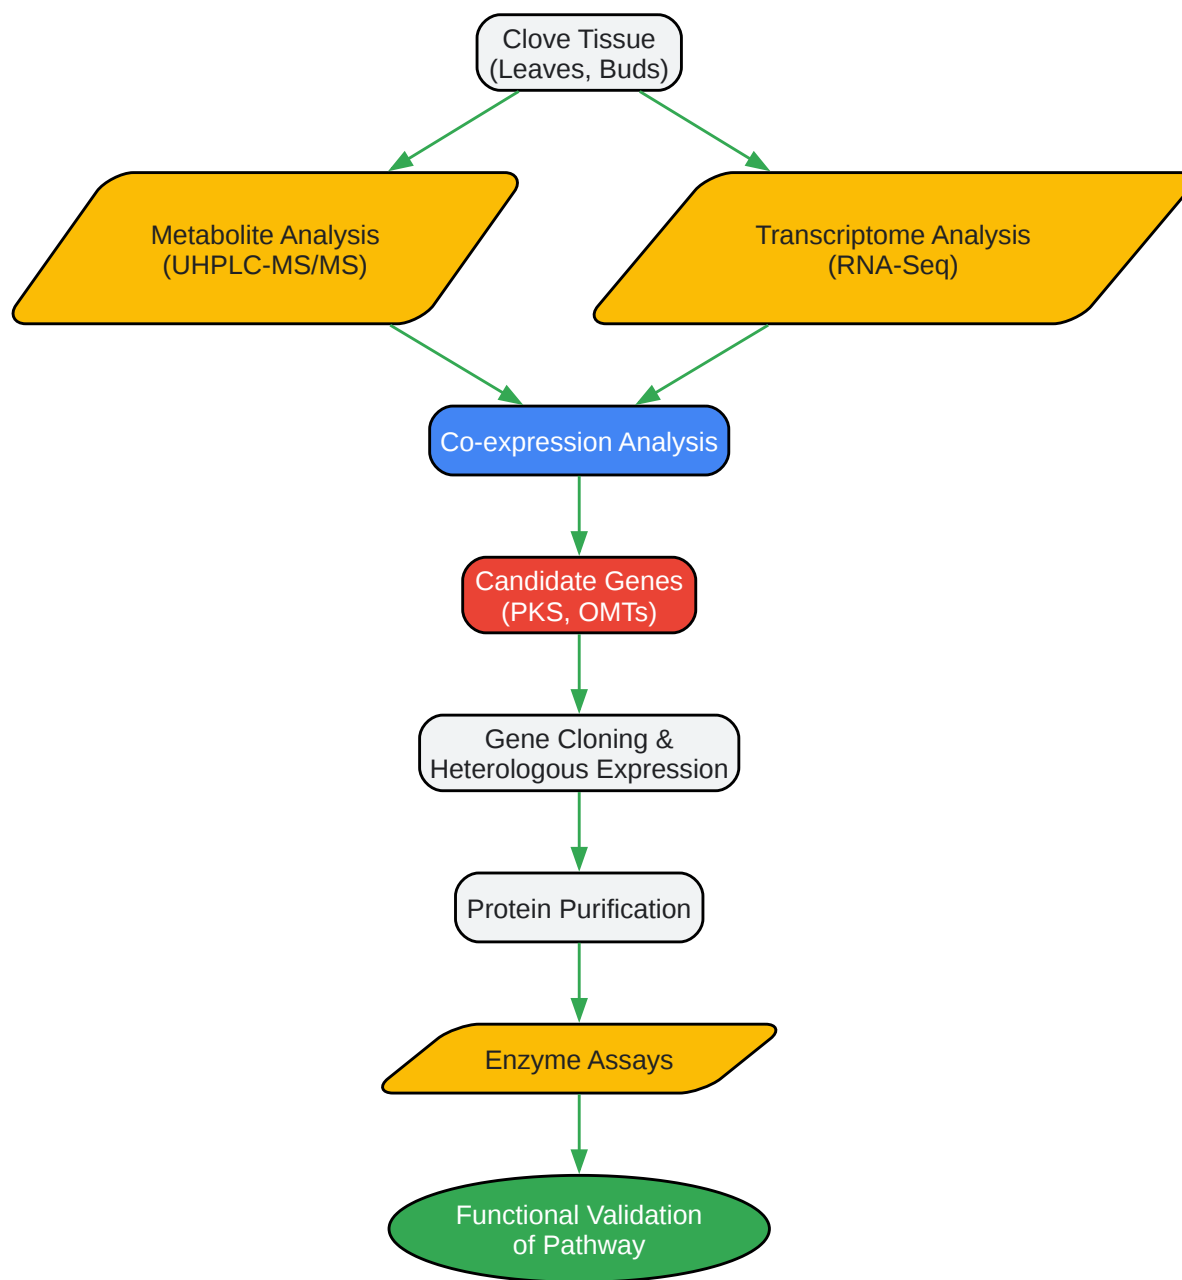 Clove Tissue
(Leaves, Buds)
Metabolite Analysis
(UHPLC-MS/MS)
Transcriptome Analysis
(RNA-Seq)
Co-expression Analysis
Candidate Genes
(PKS, OMTs)
Gene Cloning &
Heterologous Expression
Protein Purification
Enzyme Assays
Functional Validation
of Pathway